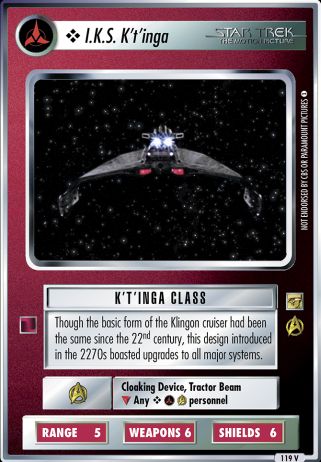 ❖ I.K.S. K't'inga
STAR TREK
THE MOTION PICTURE
NOT ENDORSED BY CBS OR PARAMOUNT PICTURES
K'T'INGA CLASS
Though the basic form of the Klingon cruiser had been
the same since the 22nd century, this design introduced
in the 2270s boasted upgrades to all major systems.
Cloaking Device, Tractor Beam
Any ❖ personnel
RANGE 5 WEAPONS 6 SHIELDS 6
119 V